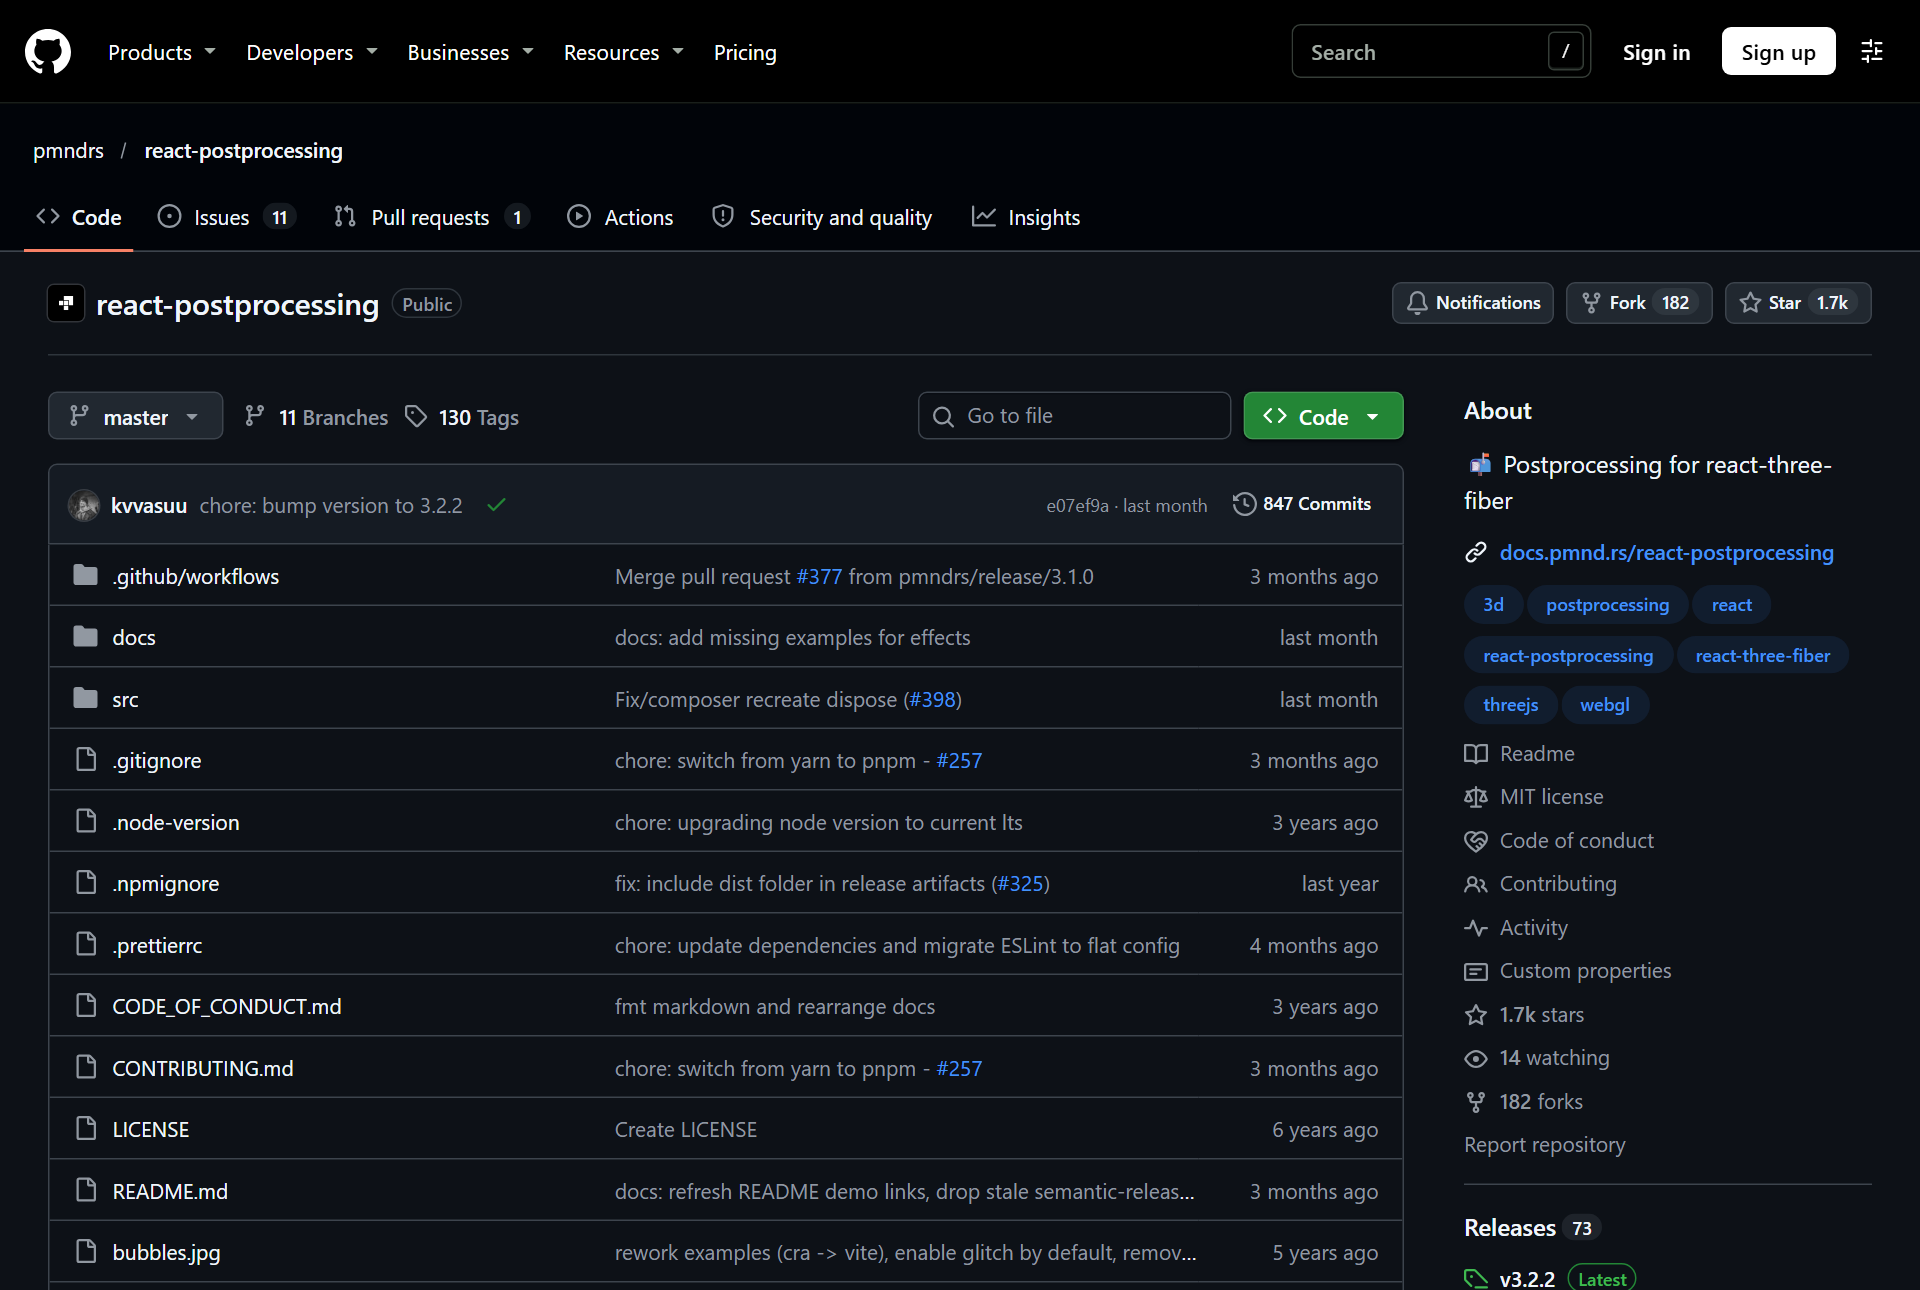 Products Developers Businesses Resources Pricing Search / Sign in Sign up
pmndrs / react-postprocessing
Code Issues 11 Pull requests 1 Actions Security and quality Insights
react-postprocessing Public Notifications Fork 182 Star 1.7k
master 11 Branches 130 Tags Go to file Code
kvvasuu chore: bump version to 3.2.2 e07ef9a · last month 847 Commits
.github/workflows Merge pull request #377 from pmndrs/release/3.1.0 3 months ago
docs docs: add missing examples for effects last month
src Fix/composer recreate dispose (#398) last month
.gitignore chore: switch from yarn to pnpm - #257 3 months ago
.node-version chore: upgrading node version to current lts 3 years ago
.npmignore fix: include dist folder in release artifacts (#325) last year
.prettierrc chore: update dependencies and migrate ESLint to flat config 4 months ago
CODE_OF_CONDUCT.md fmt markdown and rearrange docs 3 years ago
CONTRIBUTING.md chore: switch from yarn to pnpm - #257 3 months ago
LICENSE Create LICENSE 6 years ago
README.md docs: refresh README demo links, drop stale semantic-releas... 3 months ago
bubbles.jpg rework examples (cra -> vite), enable glitch by default, remov... 5 years ago
About
Postprocessing for react-three-
fiber
docs.pmnd.rs/react-postprocessing
3d postprocessing react
react-postprocessing react-three-fiber
threejs webgl
Readme
MIT license
Code of conduct
Contributing
Activity
Custom properties
1.7k stars
14 watching
182 forks
Report repository
Releases 73
v3.2.2 Latest